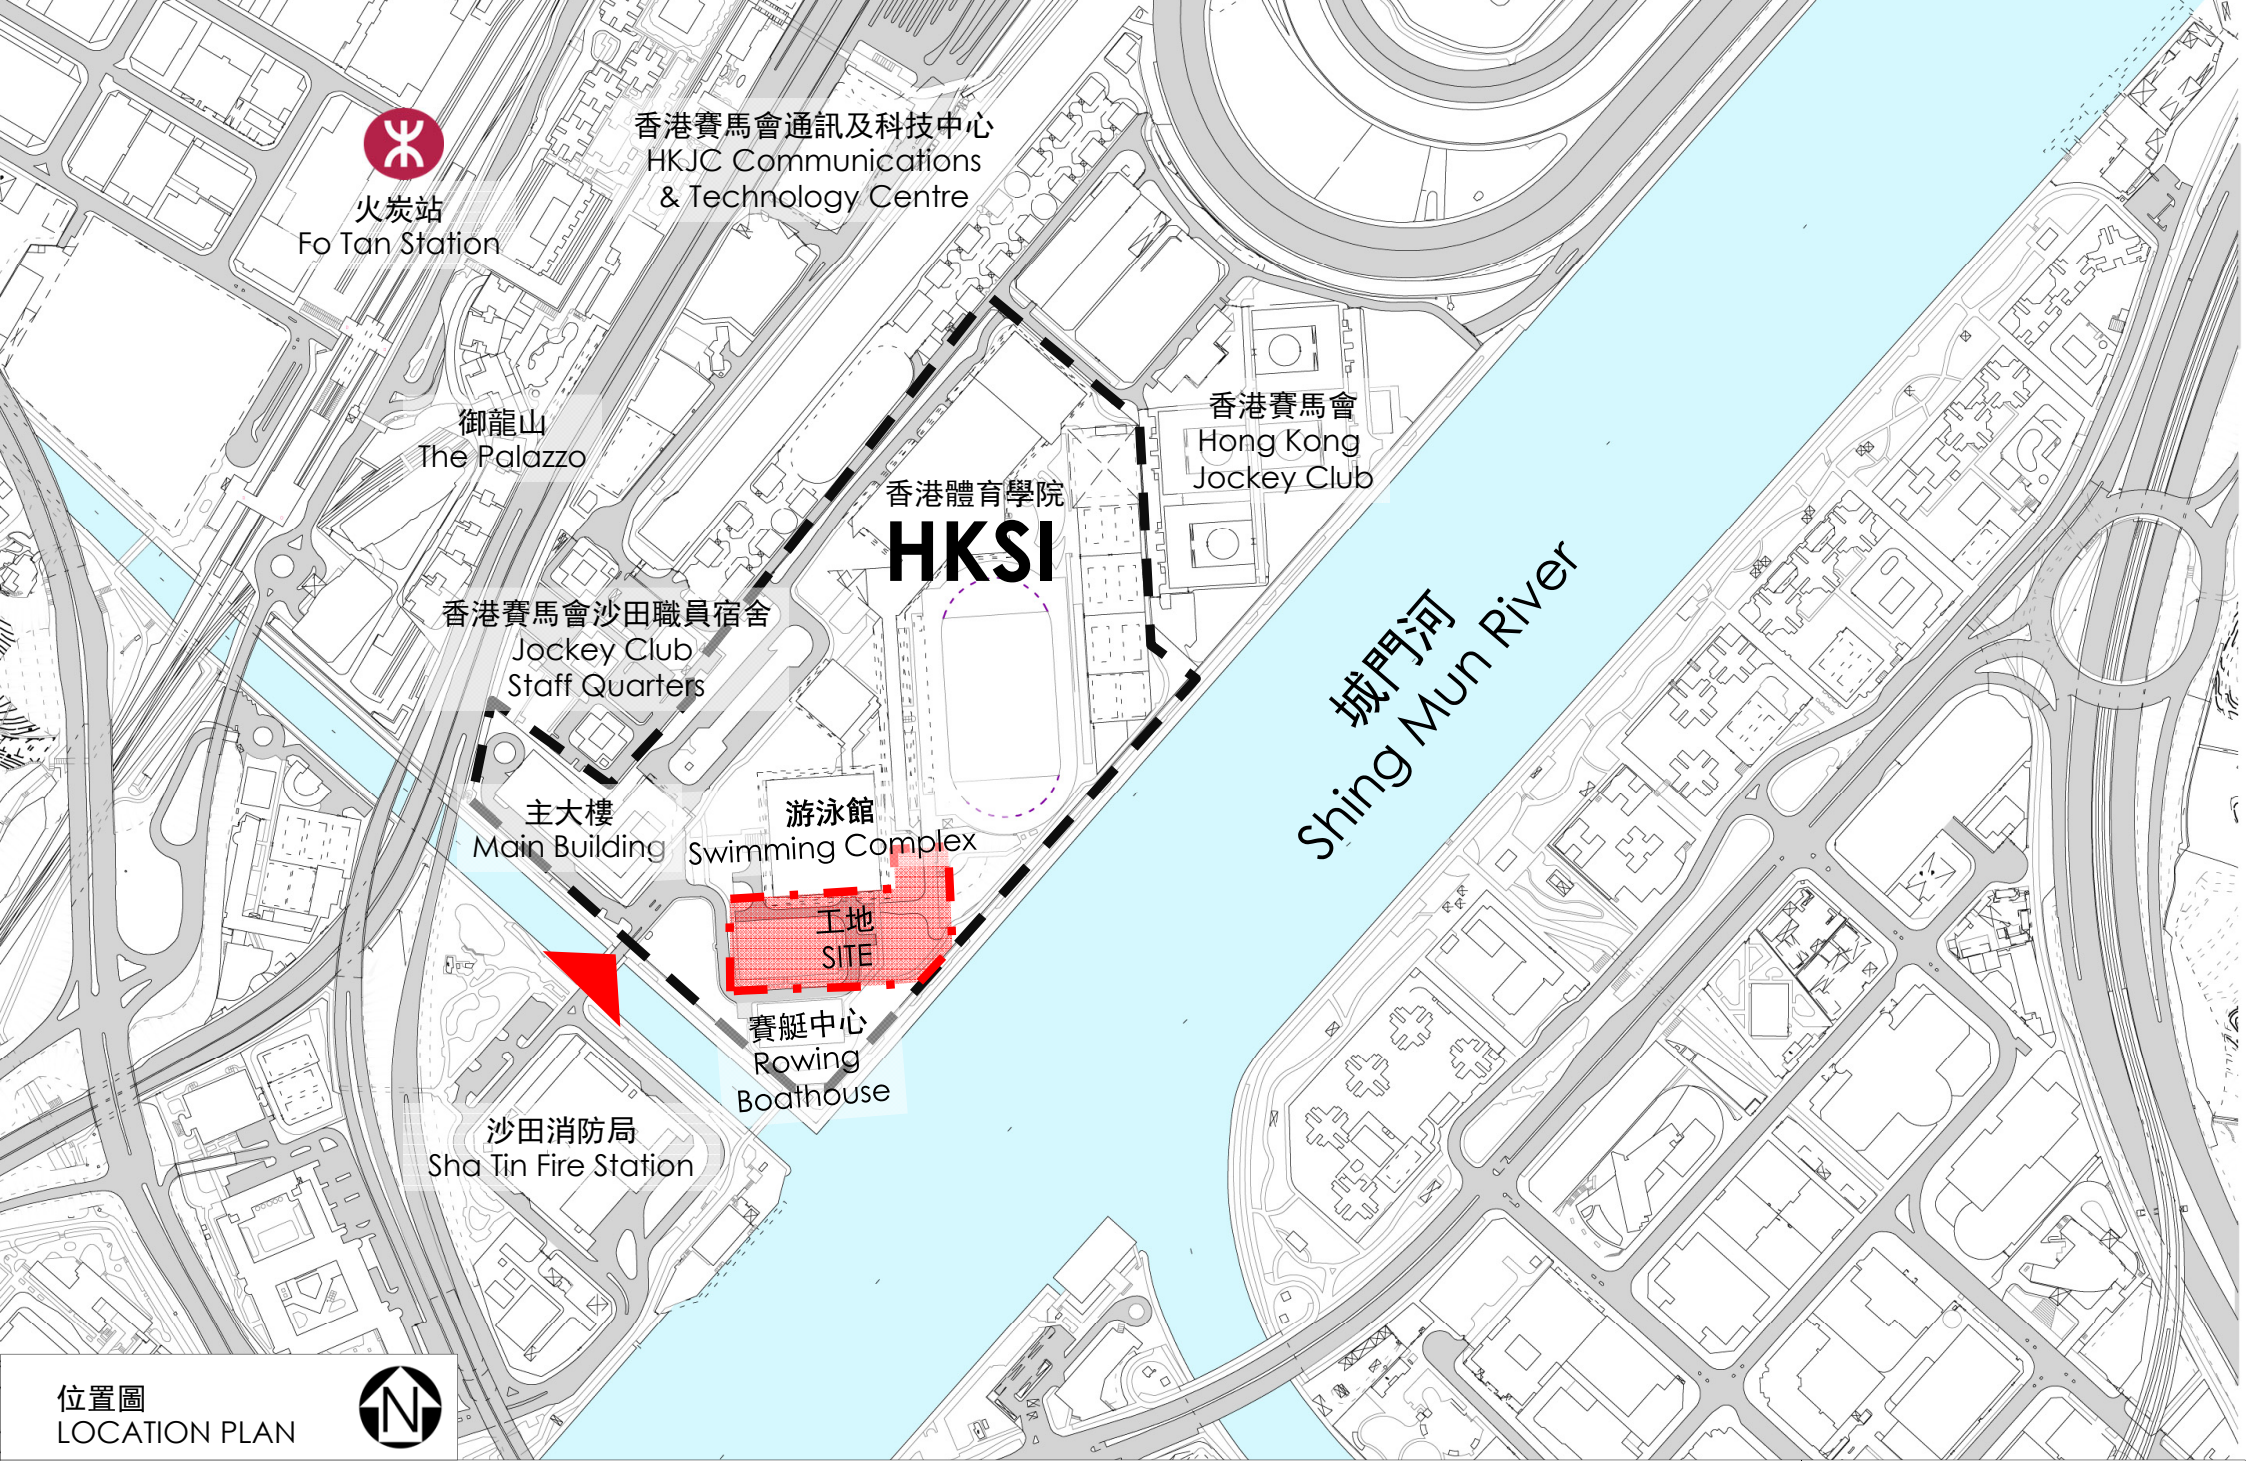 香港賽馬會通訊及科技中心
HKJC Communications
& Technology Centre
火炭站
Fo Tan Station
御龍山
The Palazzo
香港賽馬會
Hong Kong
Jockey Club
香港體育學院
HKSI
香港賽馬會沙田職員宿舍
Jockey Club
Staff Quarters
城門河
Shing Mun River
主大樓
Main Building
游泳館
Swimming Complex
工地
SITE
賽艇中心
Rowing
Boathouse
沙田消防局
Sha Tin Fire Station
位置圖
LOCATION PLAN
N